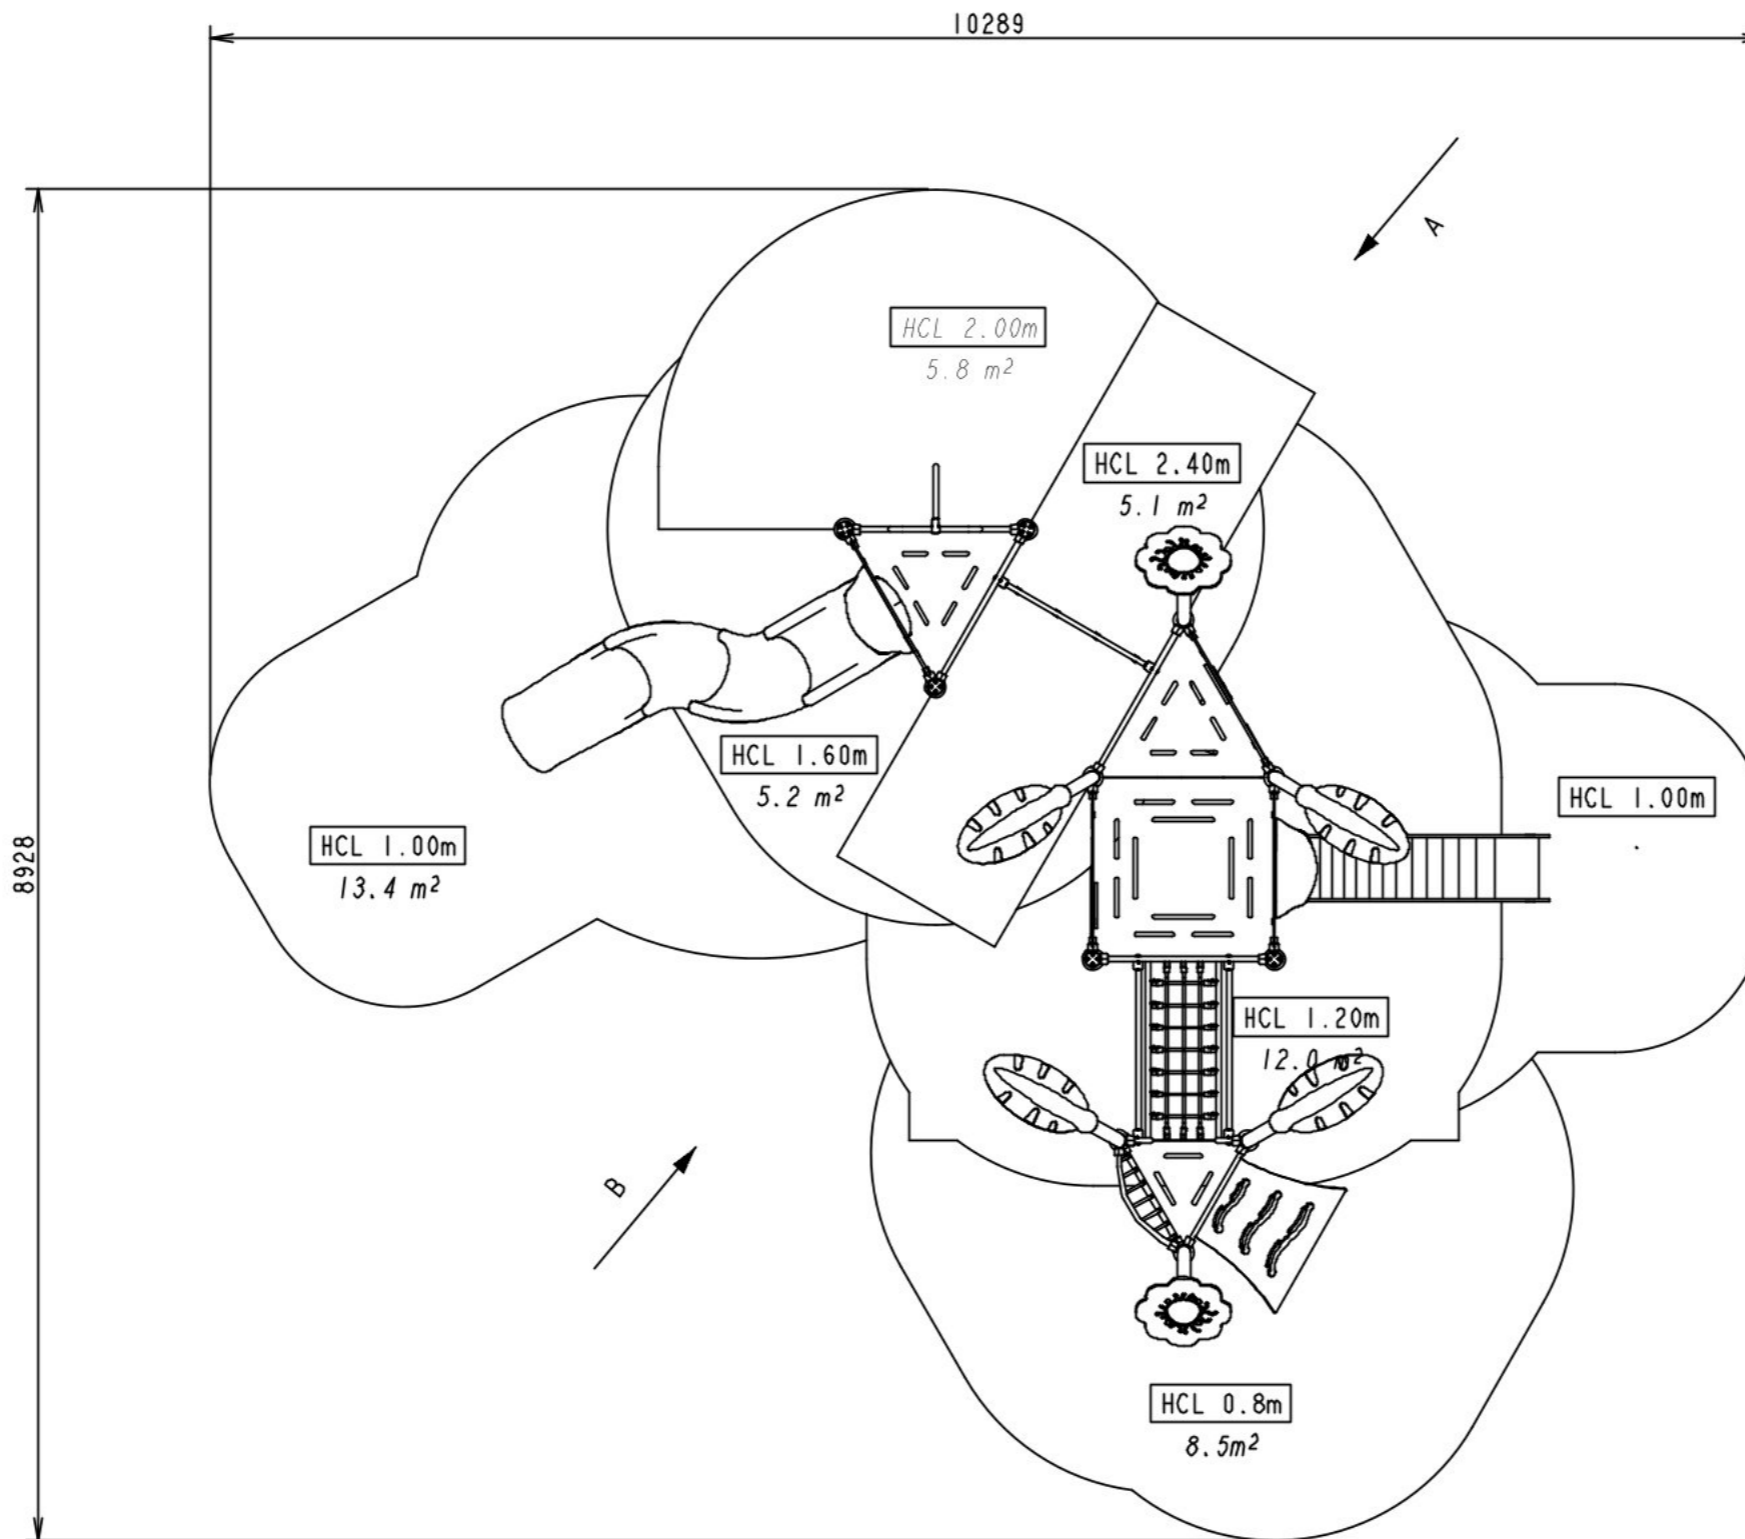 10289
A
HCL 2.00m
5.8 m²
HCL 2.40m
5.1 m²
HCL 1.60m
5.2 m²
HCL 1.00m
HCL 1.00m
13.4 m²
8928
HCL 1.20m
B
HCL 0.8m
8.5m²